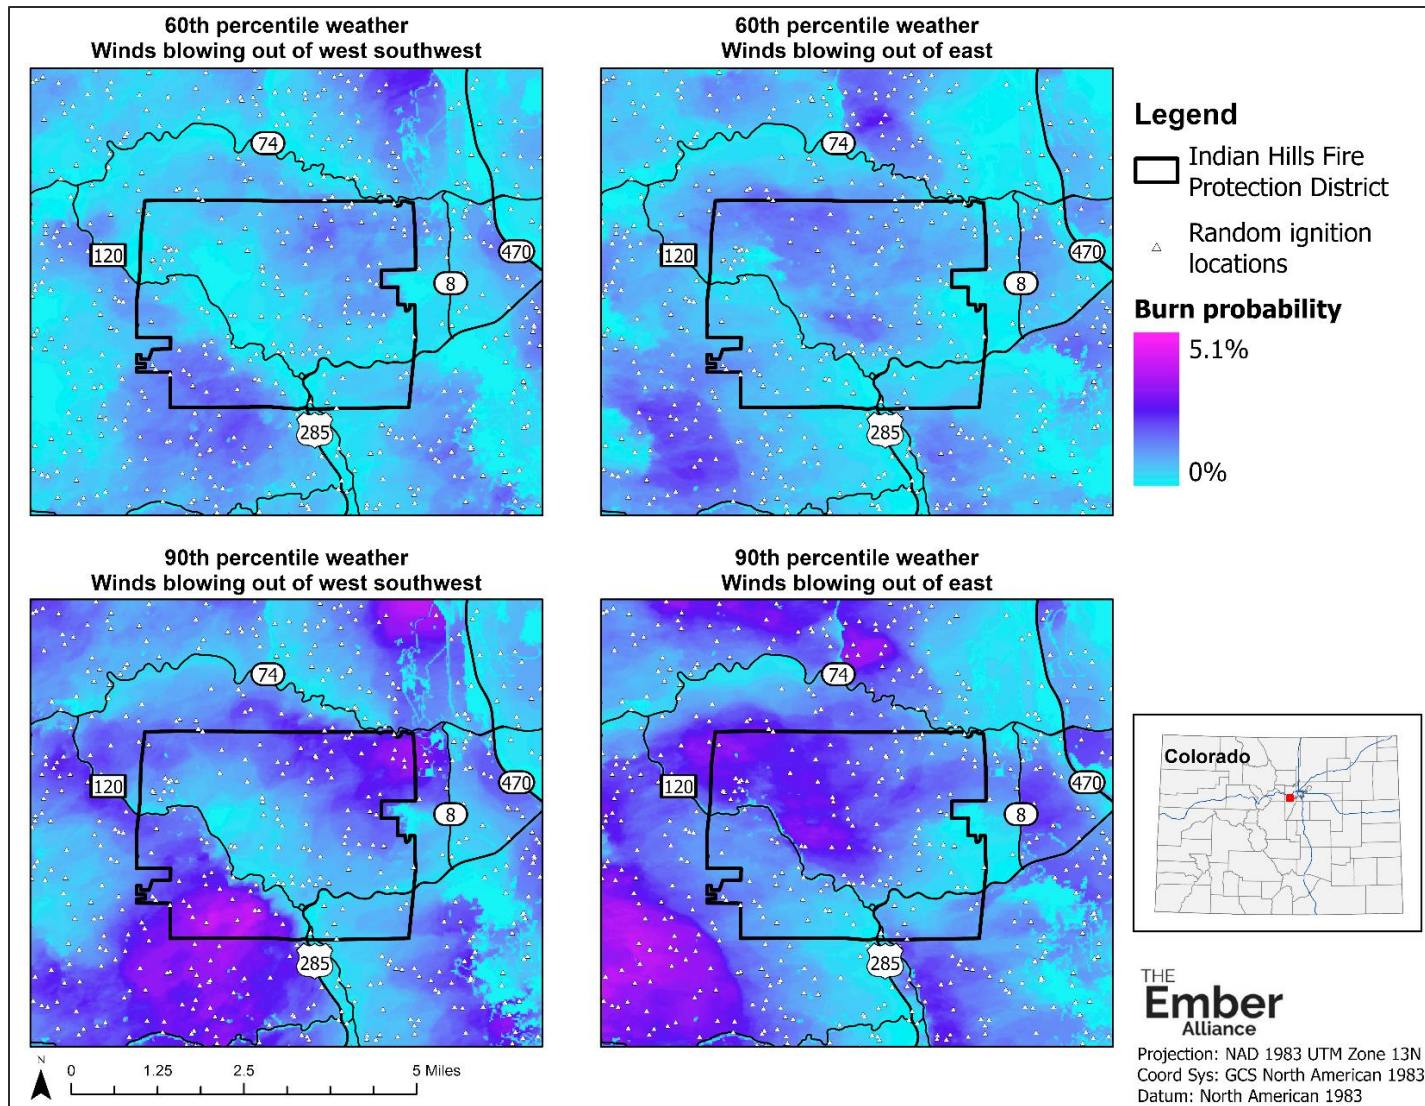 60th percentile weather
Winds blowing out of west southwest
60th percentile weather
Winds blowing out of east
74
120
470
8
285
74
120
470
8
285
Legend
Indian Hills Fire
Protection District
Random ignition
locations
Burn probability
5.1%
0%
90th percentile weather
Winds blowing out of west southwest
90th percentile weather
Winds blowing out of east
74
120
470
8
285
74
120
470
8
285
Colorado
THE
Ember
Alliance
N
0 1.25 2.5 5 Miles
Projection: NAD 1983 UTM Zone 13N
Coord Sys: GCS North American 1983
Datum: North American 1983